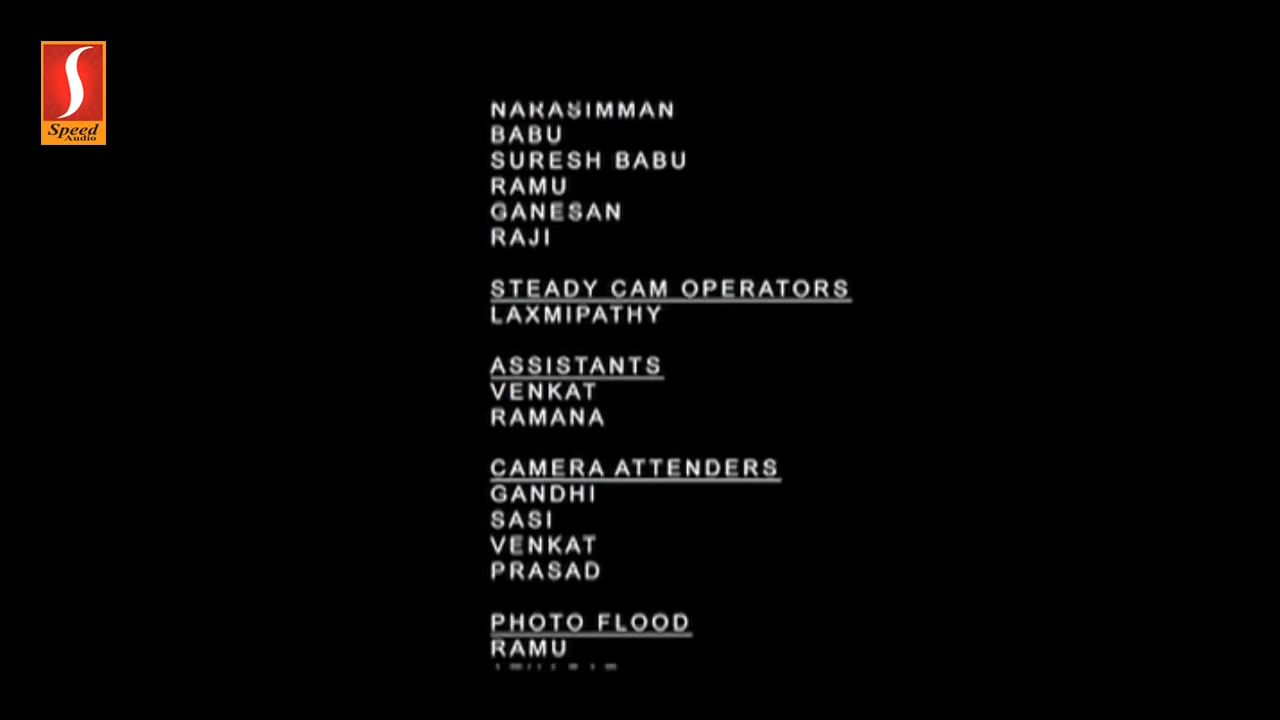 Speed
Audio
NARASIMMAN
BABU
SURESH BABU
RAMU
GANESAN
RAJI
STEADY CAM OPERATORS
LAXMIPATHY
ASSISTANTS
VENKAT
RAMANA
CAMERA ATTENDERS
GANDHI
SASI
VENKAT
PRASAD
PHOTO FLOOD
RAMU